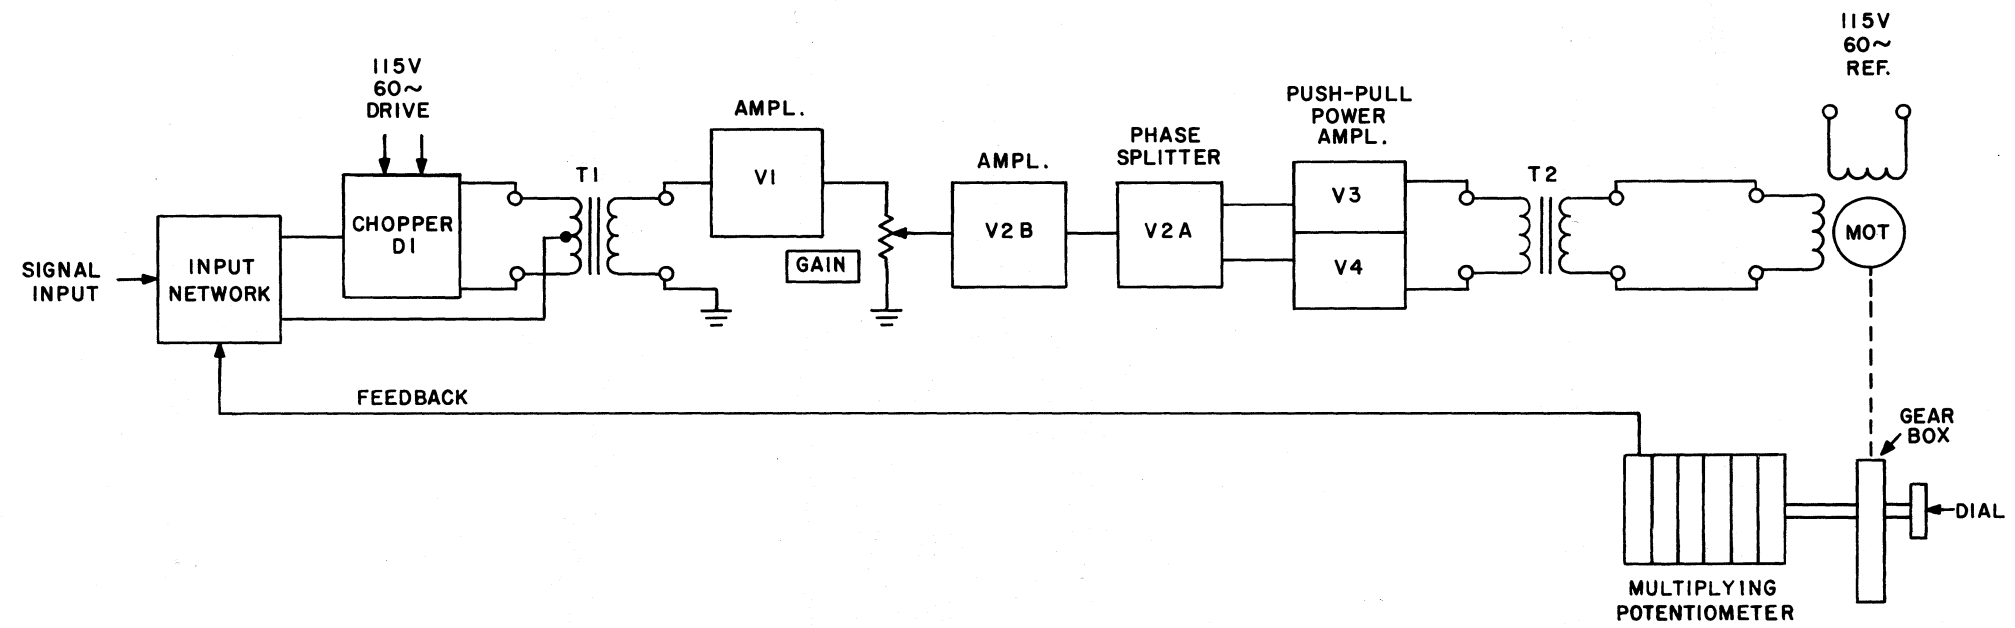 115V
60~
DRIVE
SIGNAL
INPUT
INPUT
NETWORK
CHOPPER
D1
T1
AMPL.
V1
GAIN
AMPL.
V2B
PHASE
SPLITTER
V2A
PUSH-PULL
POWER
AMPL.
V3
V4
T2
115V
60~
REF.
MOT
FEEDBACK
GEAR
BOX
DIAL
MULTIPLYING
POTENTIOMETER